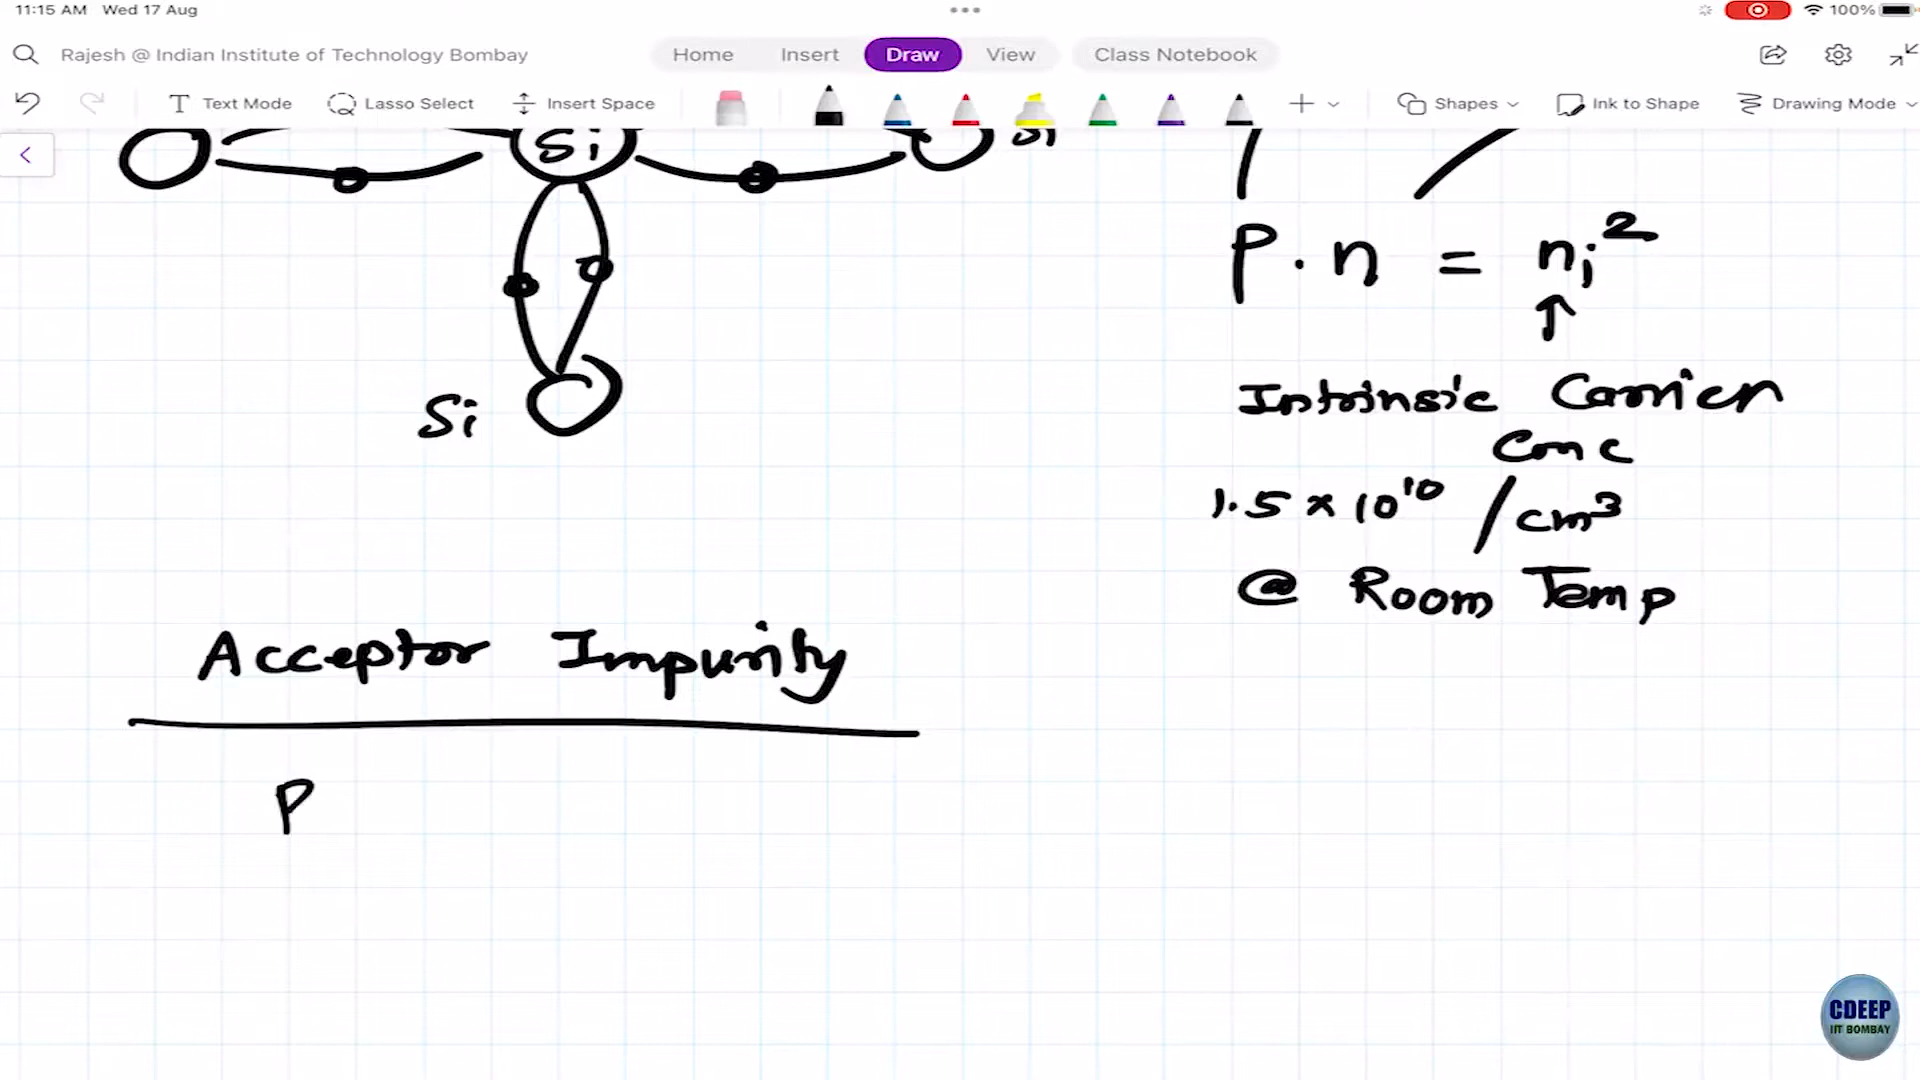 11:15 AM Wed 17 Aug
100%
Rajesh @ Indian Institute of Technology Bombay
Home Insert Draw View Class Notebook
Text Mode Lasso Select Insert Space Shapes Ink to Shape Drawing Mode
Si
Si
P . n = ni²
Intrinsic Carrier
Conc
1.5 × 10¹⁰ / cm³
@ Room Temp
Si
Acceptor Impurity
P
CDEEP
IIT BOMBAY